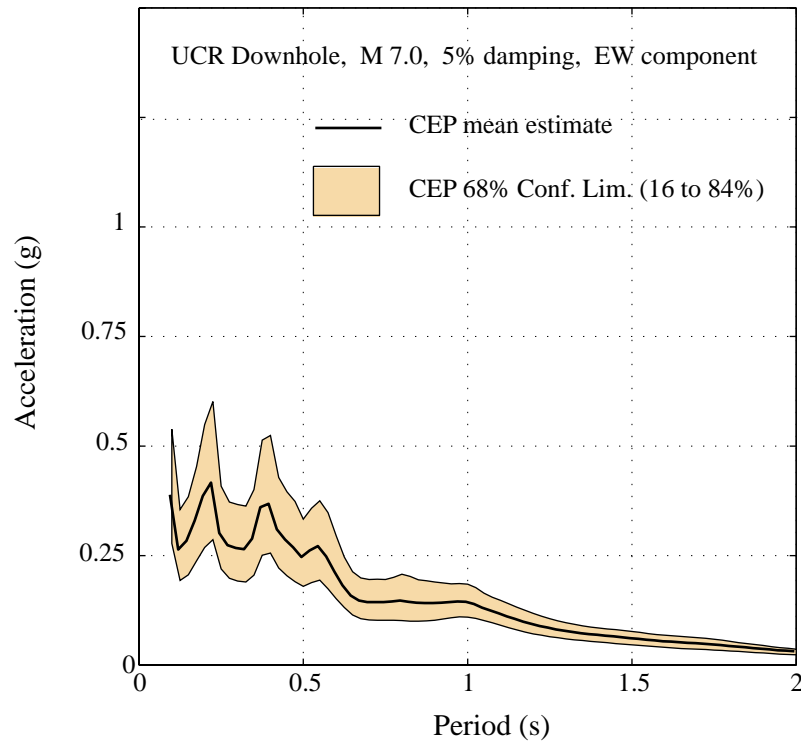 UCR Downhole, M 7.0, 5% damping, EW component
CEP mean estimate
CEP 68% Conf. Lim. (16 to 84%)
1
0.75
0.5
0.25
0
Acceleration (g)
0 0.5 1 1.5 2
Period (s)